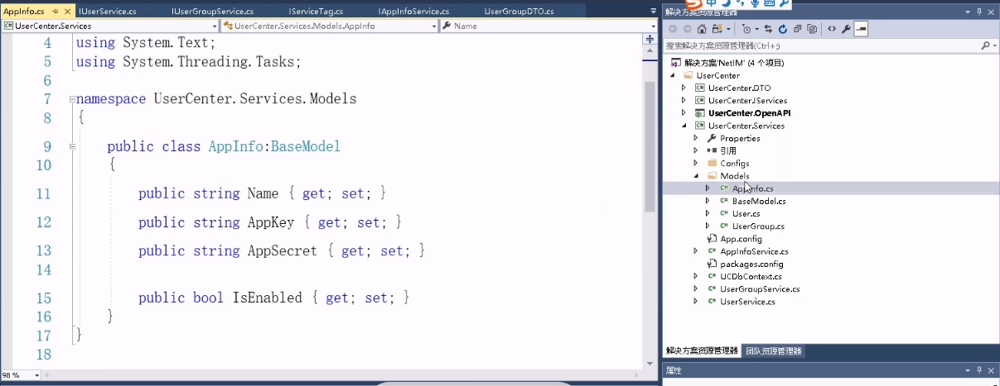 AppInfo.cs
IUserService.cs
IUserGroupService.cs
IServiceTag.cs
IAppInfoService.cs
UserGroupDTO.cs
UserCenter.Services
UserCenter.Services.Models.AppInfo
Name
4 using System.Text;
5 using System.Threading.Tasks;
6
7 namespace UserCenter.Services.Models
8 {
9 public class AppInfo:BaseModel
10 {
11 public string Name { get; set; }
12 public string AppKey { get; set; }
13 public string AppSecret { get; set; }
14
15 public bool IsEnabled { get; set; }
16 }
17 }
18
98 %
解决方案资源管理器
搜索解决方案资源管理器(Ctrl+;)
解决方案'NetIM' (4 个项目)
UserCenter
UserCenter.DTO
UserCenter.IServices
UserCenter.OpenAPI
UserCenter.Services
Properties
引用
Configs
Models
AppInfo.cs
BaseModel.cs
User.cs
UserGroup.cs
App.config
AppInfoService.cs
packages.config
UCDbContext.cs
UserGroupService.cs
UserService.cs
解决方案资源管理器
团队资源管理器
属性